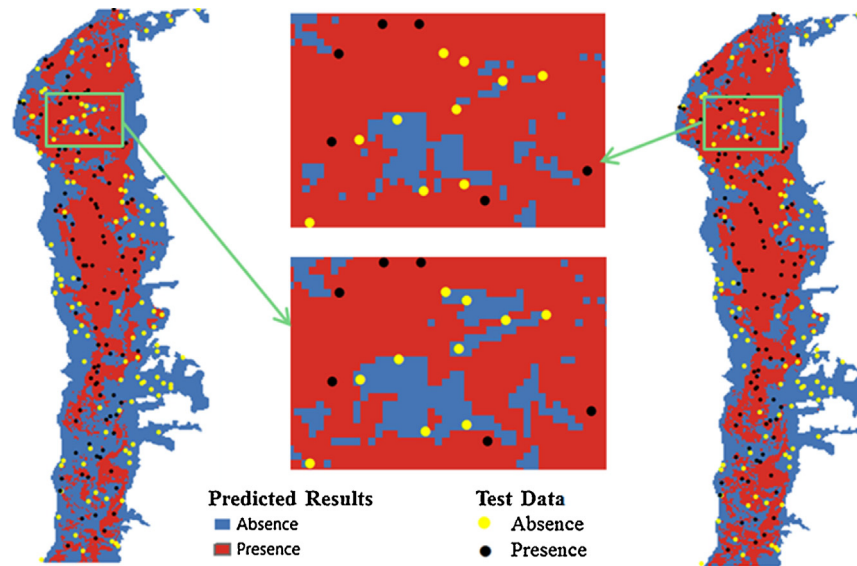 Predicted Results
Absence
Presence
Test Data
Absence
Presence